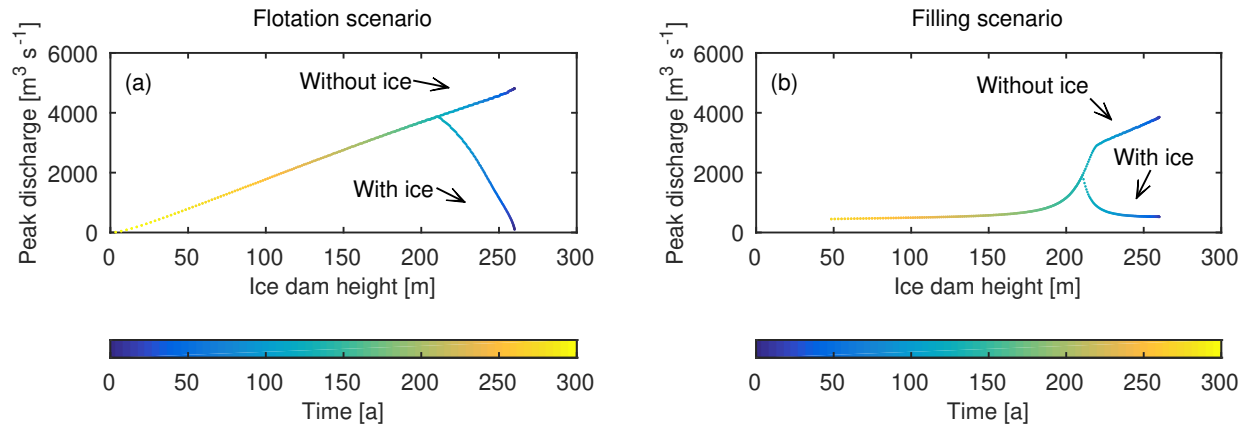 Flotation scenario
Peak discharge [m³ s⁻¹]
6000
4000
2000
0
(a)
Without ice
With ice
0 50 100 150 200 250 300
Ice dam height [m]
0 50 100 150 200 250 300
Time [a]
Filling scenario
Peak discharge [m³ s⁻¹]
6000
4000
2000
0
(b)
Without ice
With ice
0 50 100 150 200 250 300
Ice dam height [m]
0 50 100 150 200 250 300
Time [a]